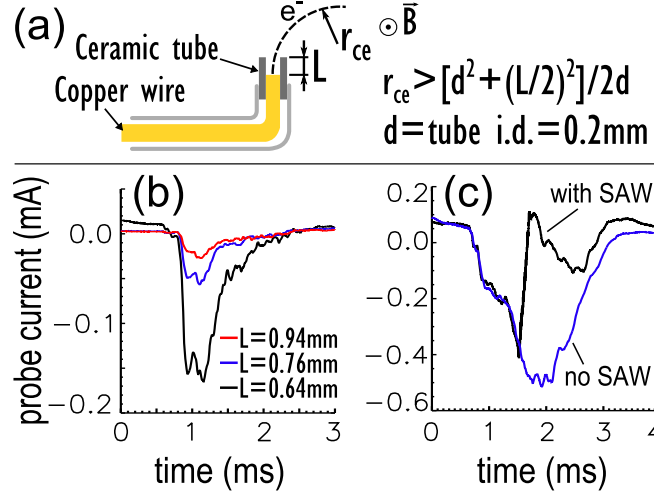 (a)
e⁻
r_ce
⊙ B⃗
Ceramic tube
L
Copper wire
r_ce > [d² + (L/2)²]/2d
d = tube i.d. = 0.2mm
(b)
probe current (mA)
0.0
−0.1
−0.2
L=0.94mm
L=0.76mm
L=0.64mm
0 1 2 3
time (ms)
(c)
with SAW
0.2
0.0
−0.2
−0.4
−0.6
no SAW
0 1 2 3 4
time (ms)